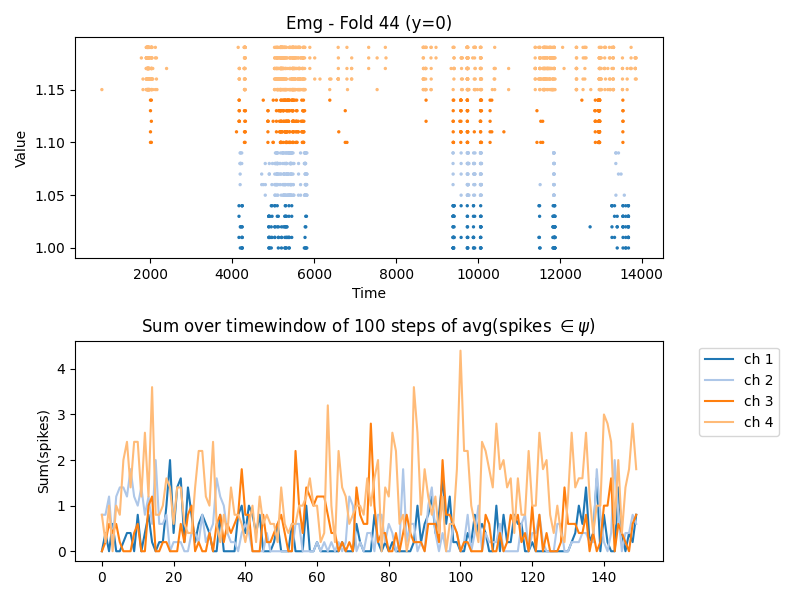 Emg - Fold 44 (y=0)
Value
1.15
1.10
1.05
1.00
2000 4000 6000 8000 10000 12000 14000
Time
Sum over timewindow of 100 steps of avg(spikes ∈ ψ)
Sum(spikes)
4
3
2
1
0
0 20 40 60 80 100 120 140
ch 1
ch 2
ch 3
ch 4